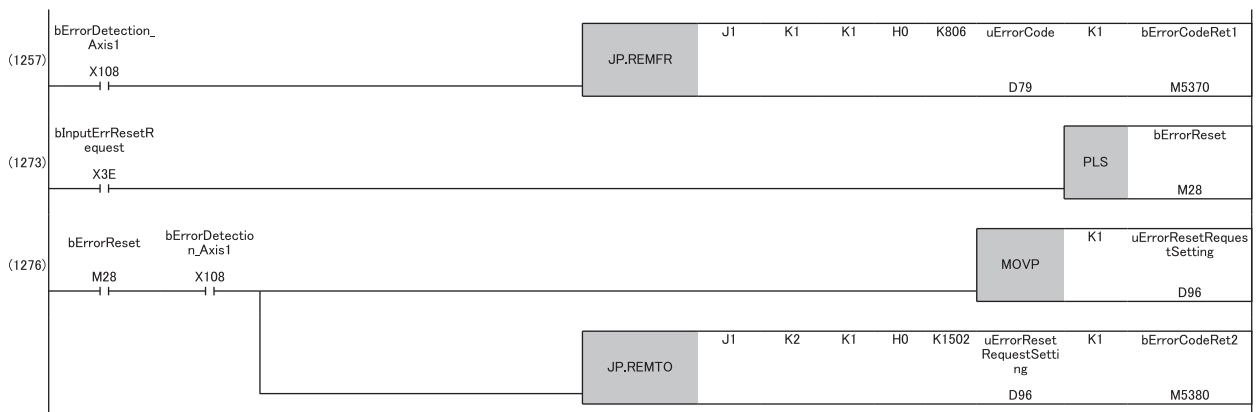 bErrorDetection_
Axis1
(1257)
X108
JP.REMFR
J1 K1 K1 H0 K806 uErrorCode K1 bErrorCodeRet1
D79 M5370
bInputErrResetR
equest
(1273)
X3E
PLS
bErrorReset
M28
bErrorReset
bErrorDetectio
n_Axis1
(1276)
M28 X108
MOVP
K1 uErrorResetReques
tSetting
D96
JP.REMTO
J1 K2 K1 H0 K1502 uErrorReset K1 bErrorCodeRet2
RequestSetti
ng
D96 M5380